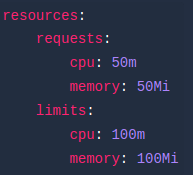 resources:
    requests:
        cpu: 50m
        memory: 50Mi
    limits:
        cpu: 100m
        memory: 100Mi